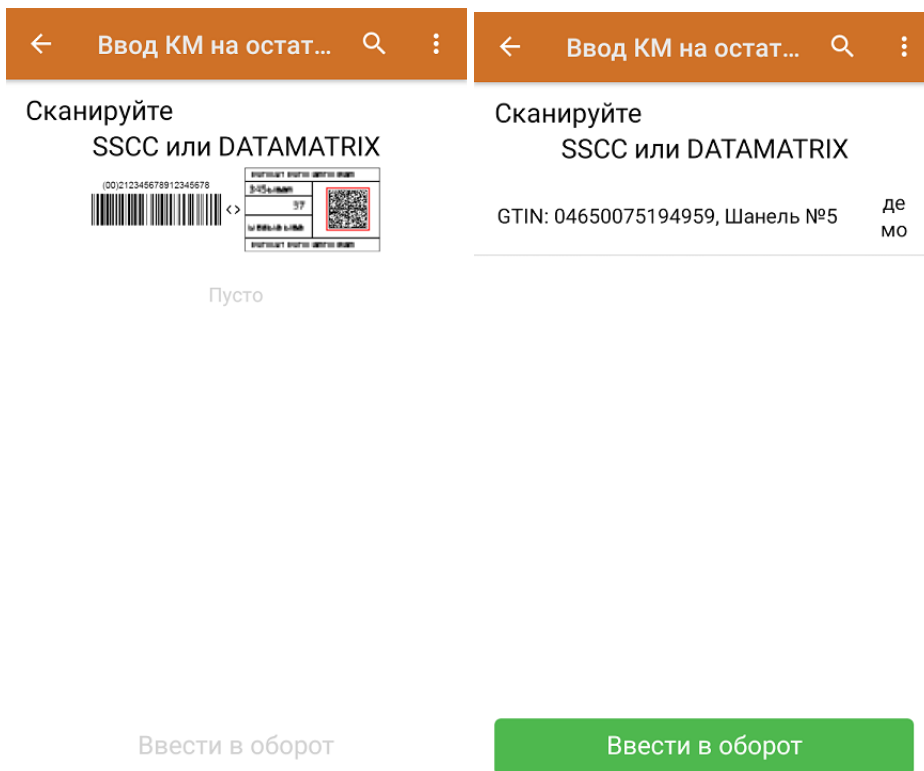 Ввод КМ на остат...
Сканируйте
SSCC или DATAMATRIX
(00)212345678912345678
<>
37
Пусто
Ввести в оборот
Ввод КМ на остат...
Сканируйте
SSCC или DATAMATRIX
GTIN: 04650075194959, Шанель №5
де
мо
Ввести в оборот